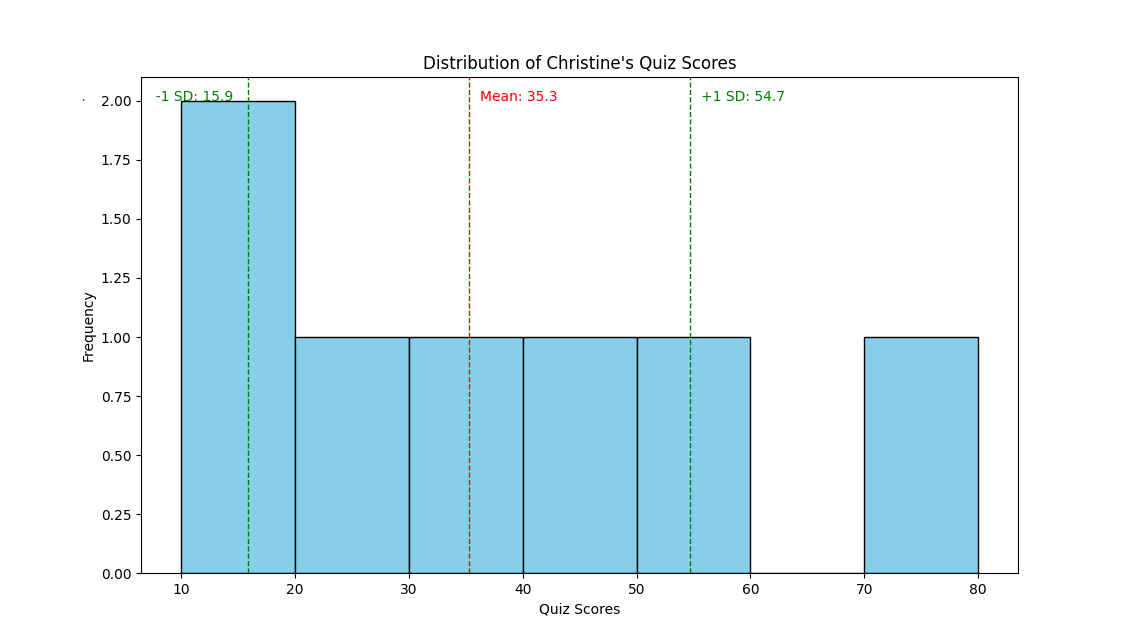 Distribution of Christine's Quiz Scores
-1 SD: 15.9
Mean: 35.3
+1 SD: 54.7
2.00
1.75
1.50
1.25
1.00
0.75
0.50
0.25
0.00
Frequency
10 20 30 40 50 60 70 80
Quiz Scores